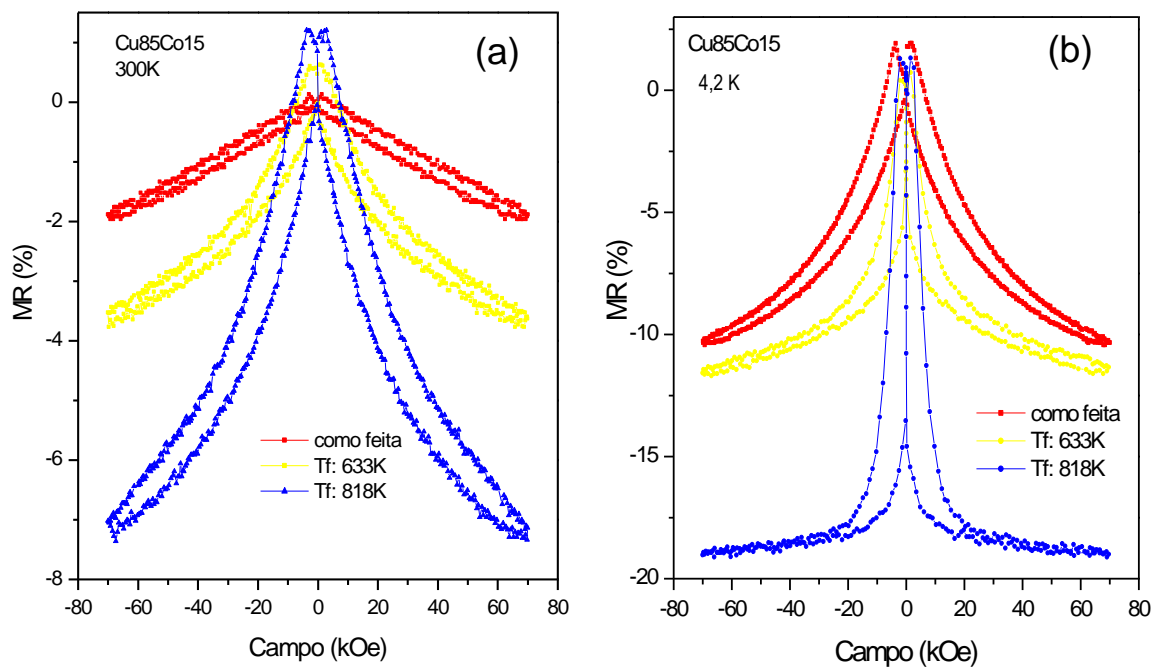 Cu85Co15
300K
(a)
0
-2
-4
-6
-8
MR (%)
como feita
Tf: 633K
Tf: 818K
-80 -60 -40 -20 0 20 40 60 80
Campo (kOe)
Cu85Co15
4,2 K
(b)
0
-5
-10
-15
-20
MR (%)
como feita
Tf: 633K
Tf: 818K
-80 -60 -40 -20 0 20 40 60 80
Campo (kOe)